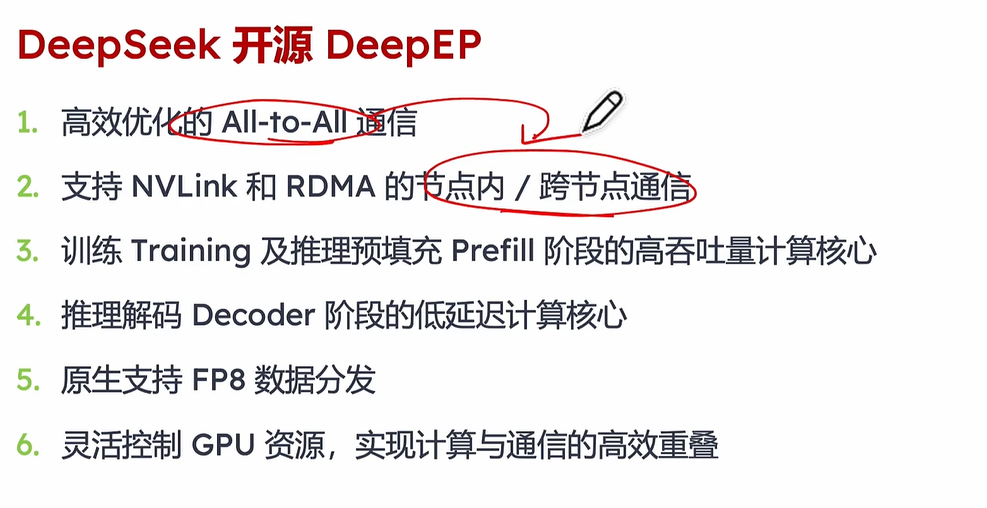 DeepSeek 开源 DeepEP
1. 高效优化的 All-to-All 通信
2. 支持 NVLink 和 RDMA 的节点内 / 跨节点通信
3. 训练 Training 及推理预填充 Prefill 阶段的高吞吐量计算核心
4. 推理解码 Decoder 阶段的低延迟计算核心
5. 原生支持 FP8 数据分发
6. 灵活控制 GPU 资源，实现计算与通信的高效重叠